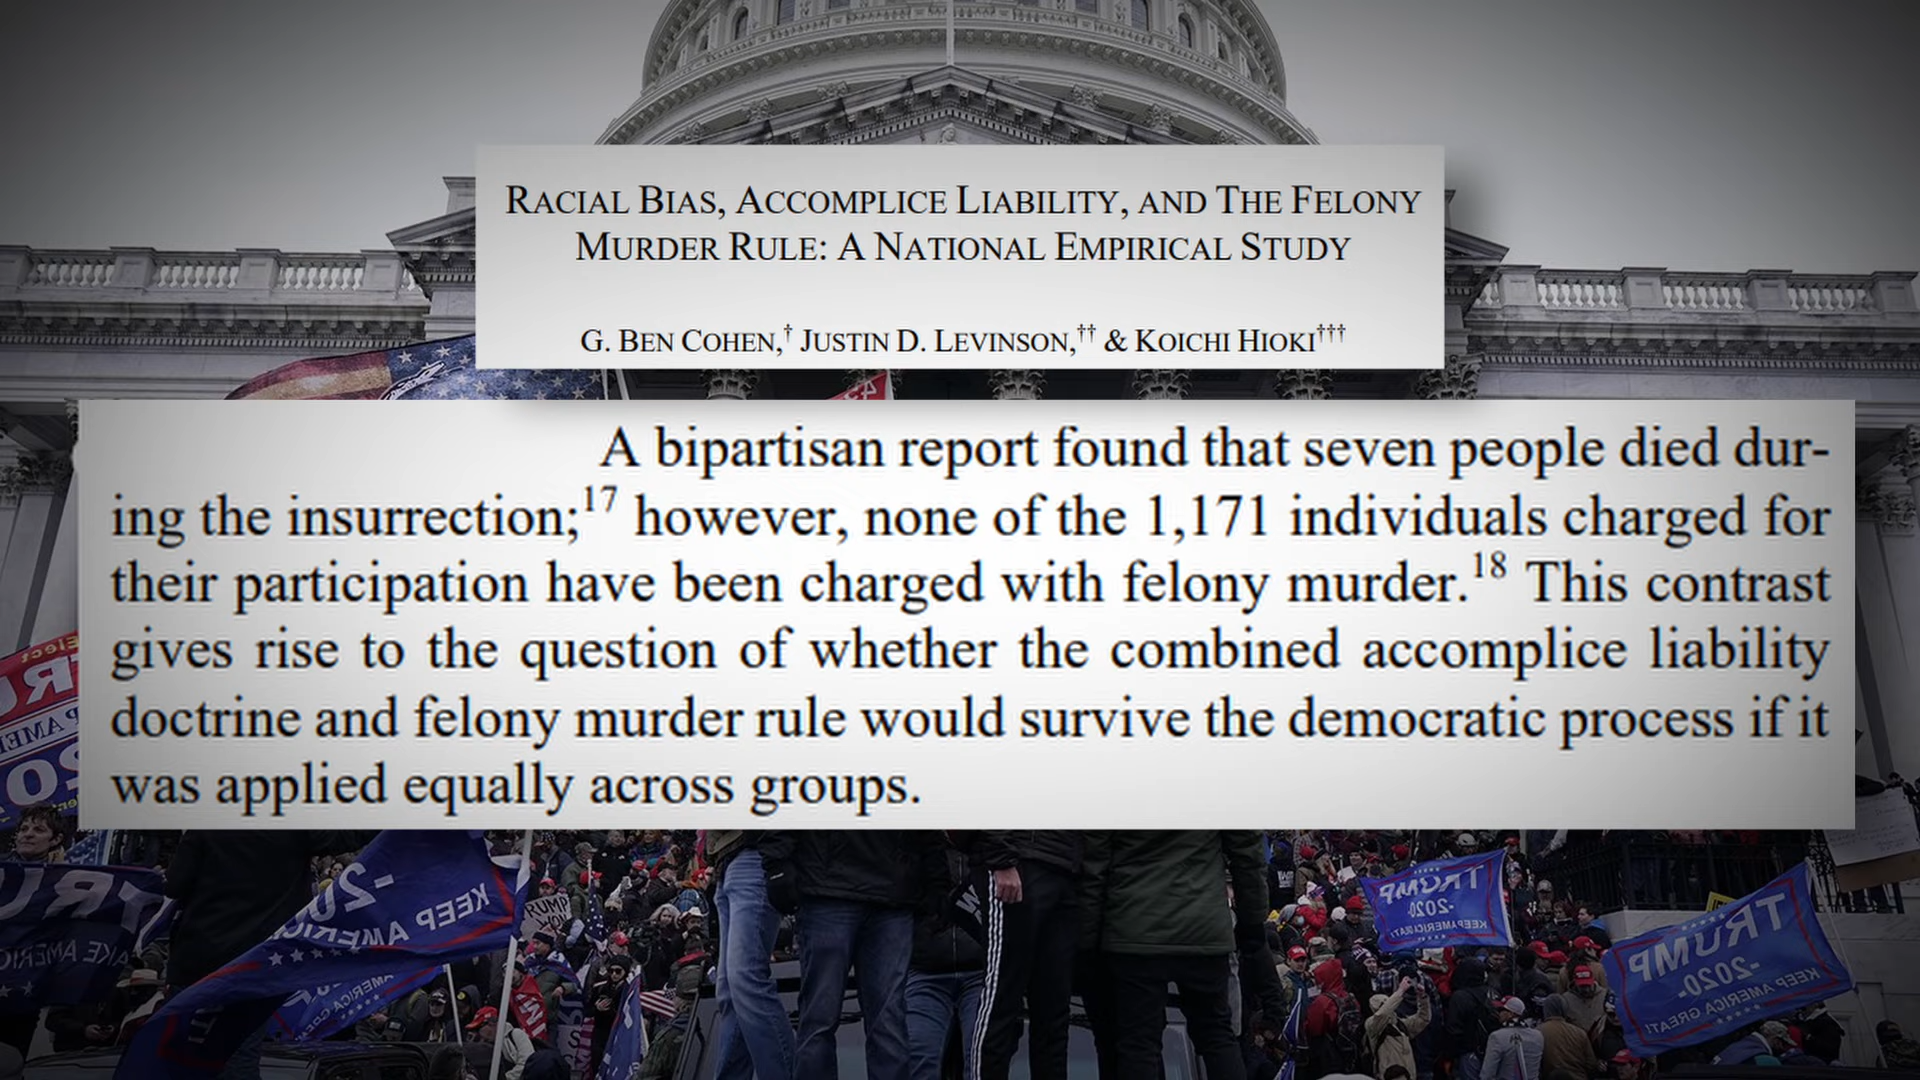 RACIAL BIAS, ACCOMPLICE LIABILITY, AND THE FELONY
MURDER RULE: A NATIONAL EMPIRICAL STUDY
G. BEN COHEN,† JUSTIN D. LEVINSON,†† & KOICHI HIOKI†††
A bipartisan report found that seven people died dur-
ing the insurrection;17 however, none of the 1,171 individuals charged for
their participation have been charged with felony murder.18 This contrast
gives rise to the question of whether the combined accomplice liability
doctrine and felony murder rule would survive the democratic process if it
was applied equally across groups.
KEEP AMERICA
TRUMP
WON
TRUMP
-2020-
KEEP AMERICA GREAT!
TRUMP
-2020-
KEEP AMERICA GREAT!